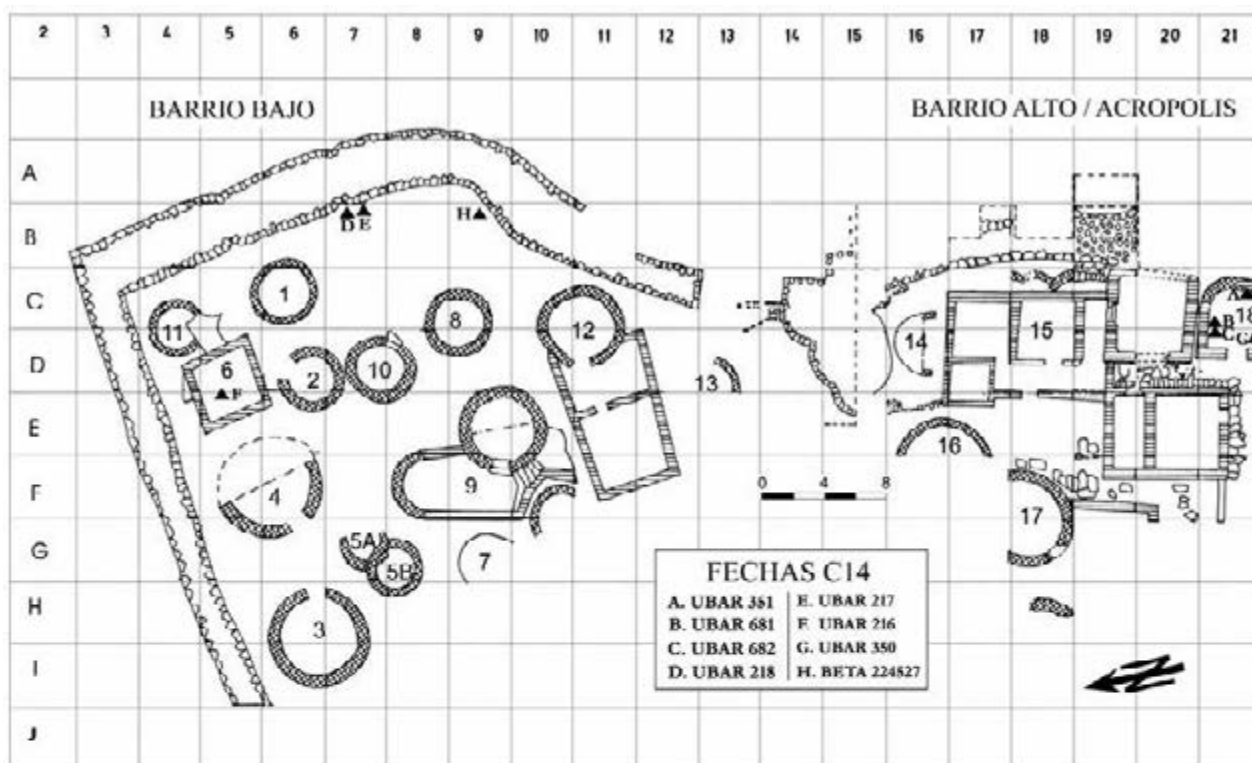 2 3 4 5 6 7 8 9 10 11 12 13 14 15 16 17 18 19 20 21
BARRIO BAJO
BARRIO ALTO / ACROPOLIS
A
B
C
D
E
F
G
H
I
J
D E
H
1
11
8
12
14
15
A
18
B
C G
6
F
2
10
13
16
4
9
17
5A
5B
7
3
0 4 8
FECHAS C14
A. UBAR 351 E. UBAR 217
B. UBAR 681 F. UBAR 216
C. UBAR 682 G. UBAR 350
D. UBAR 218 H. BETA 224827